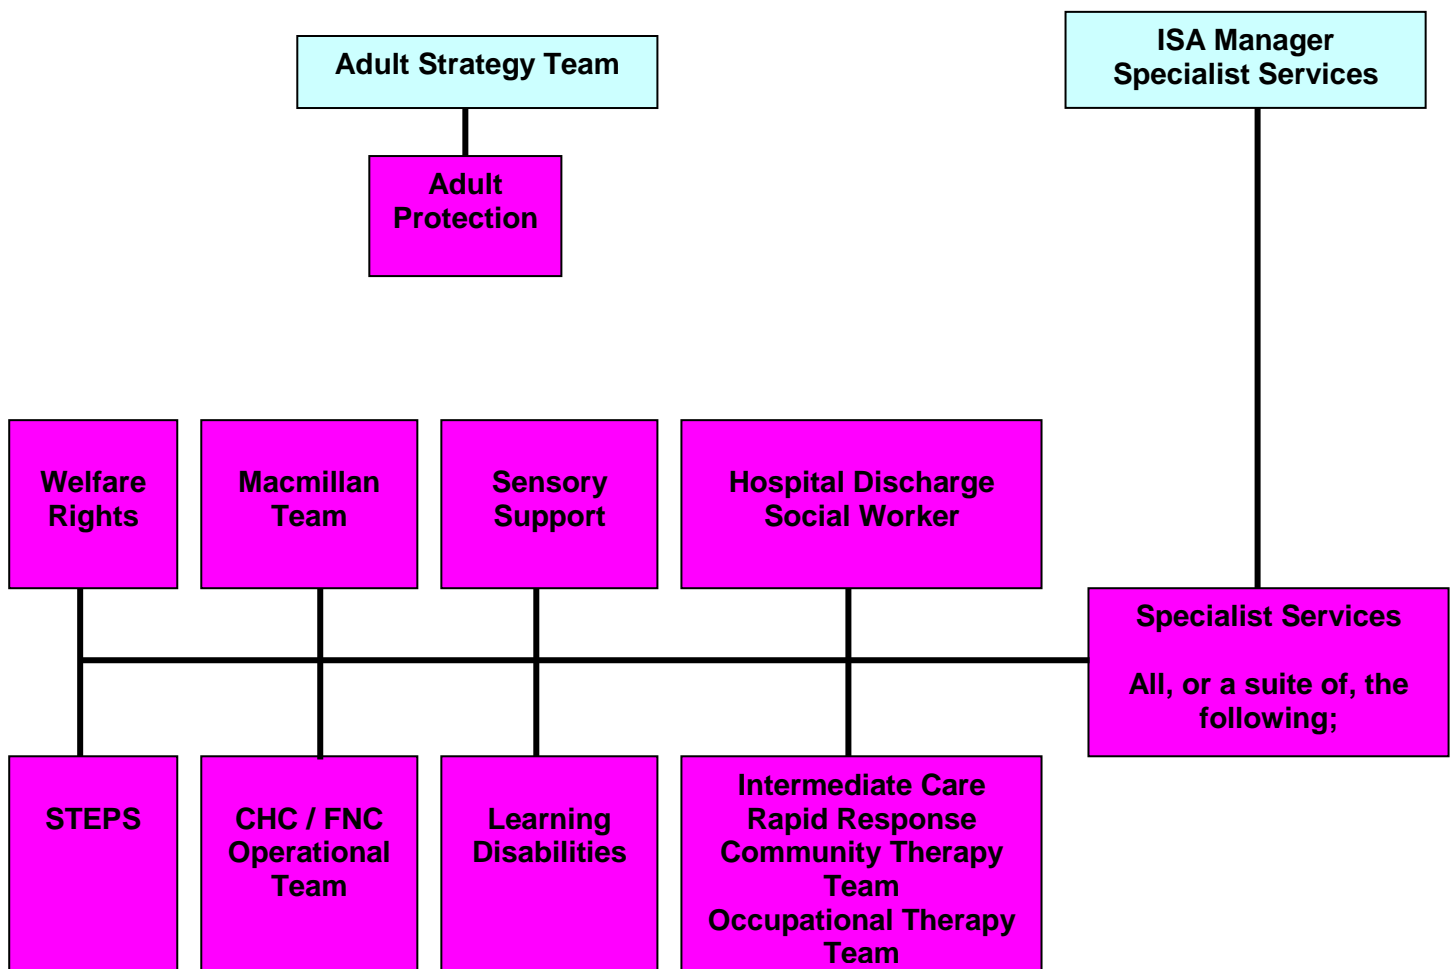 Adult Strategy Team
ISA Manager
Specialist Services
Adult
Protection
Welfare
Rights
Macmillan
Team
Sensory
Support
Hospital Discharge
Social Worker
Specialist Services
All, or a suite of, the
following;
STEPS
CHC / FNC
Operational
Team
Learning
Disabilities
Intermediate Care
Rapid Response
Community Therapy
Team
Occupational Therapy
Team